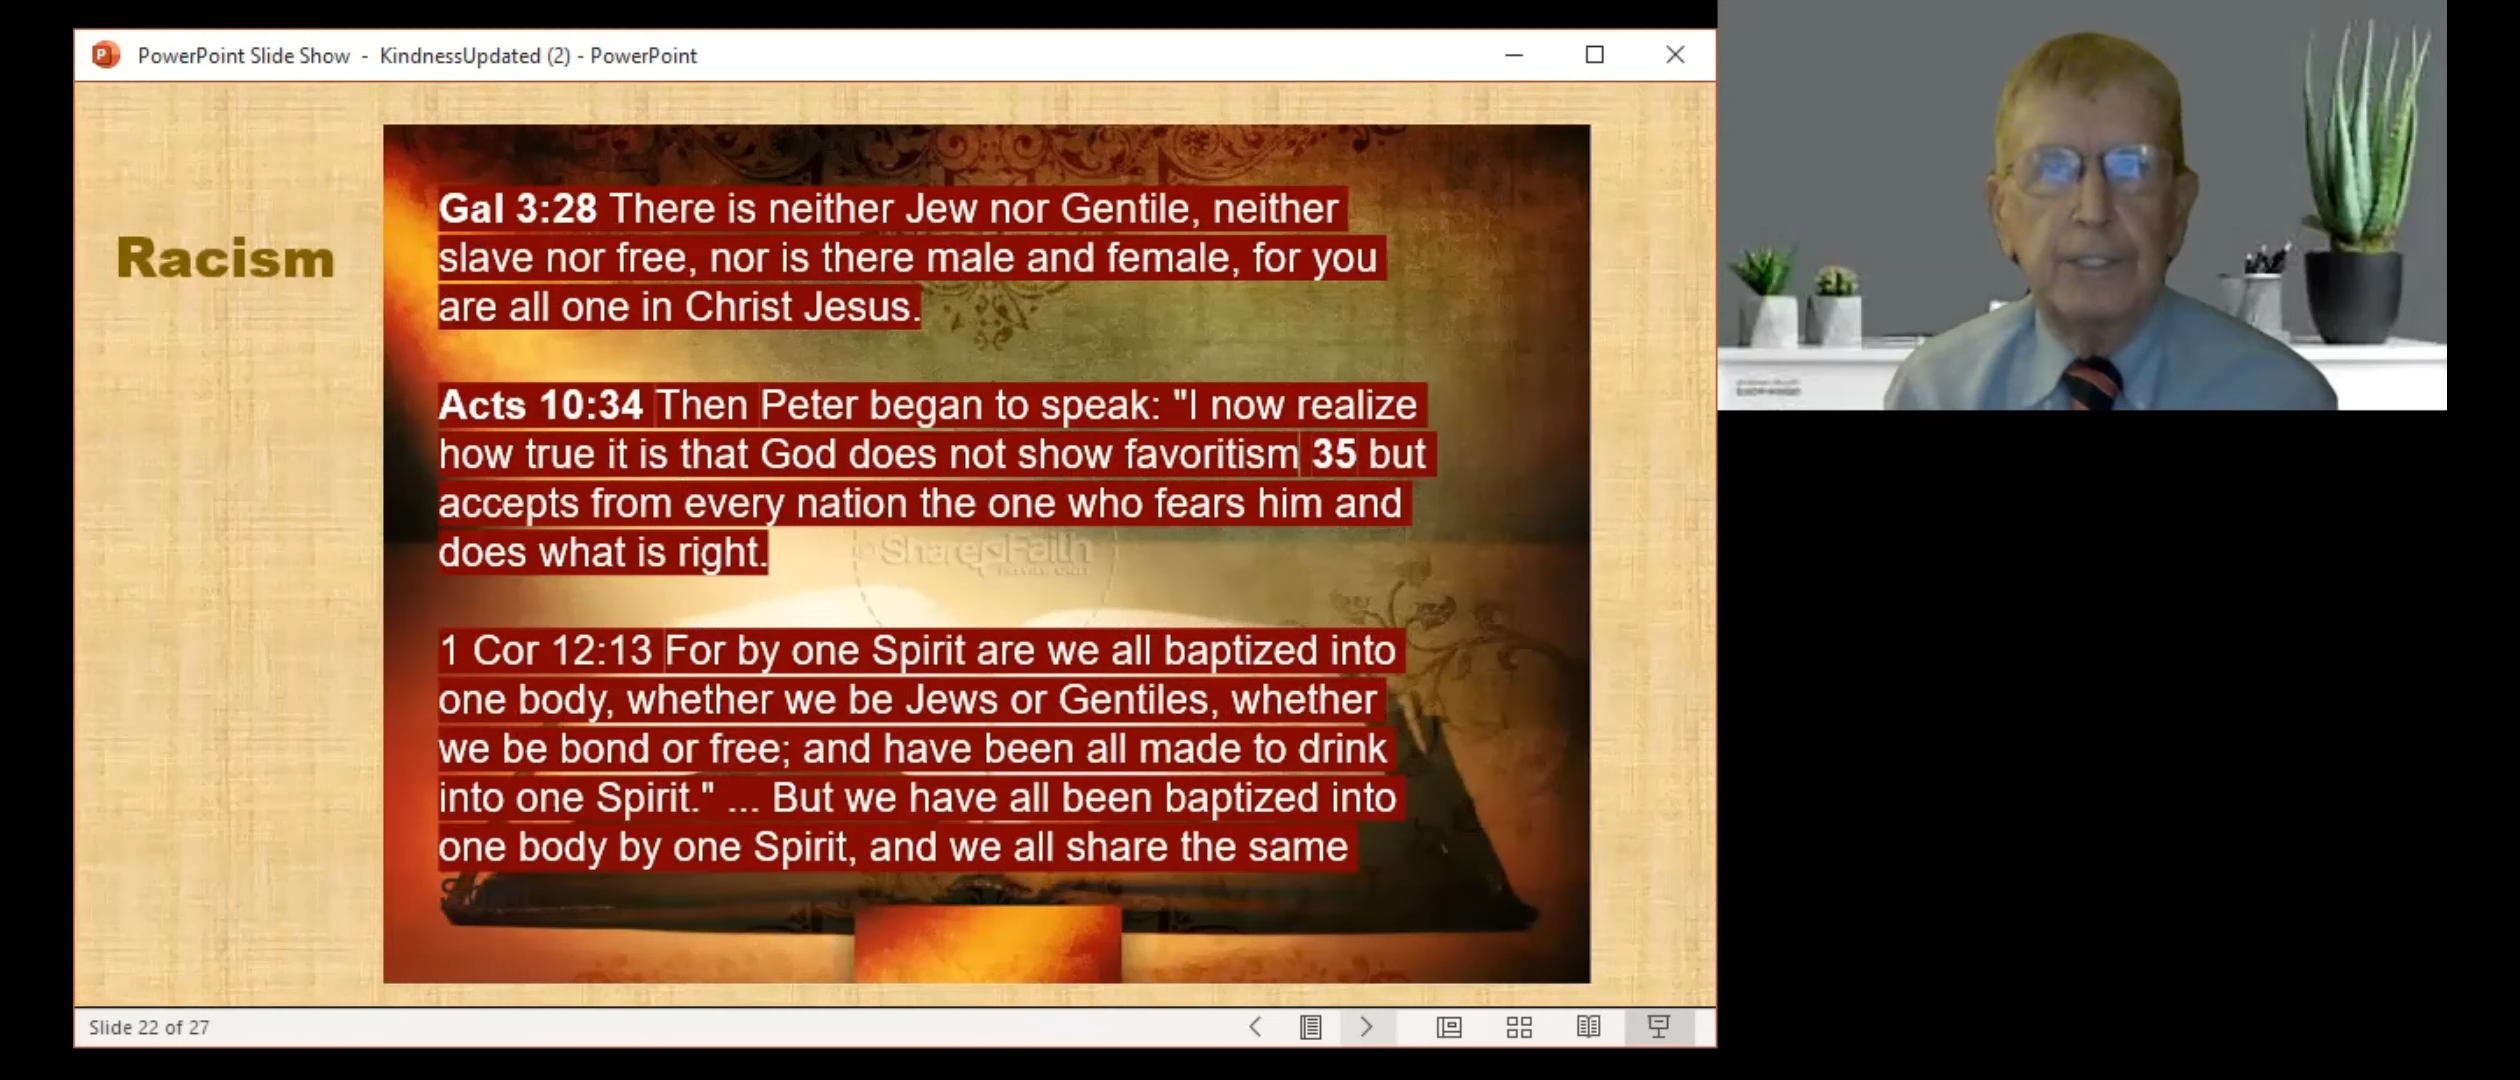 PowerPoint Slide Show - KindnessUpdated (2) - PowerPoint
Racism
Gal 3:28 There is neither Jew nor Gentile, neither
slave nor free, nor is there male and female, for you
are all one in Christ Jesus.
Acts 10:34 Then Peter began to speak: "I now realize
how true it is that God does not show favoritism 35 but
accepts from every nation the one who fears him and
does what is right.
ShareFaith
1 Cor 12:13 For by one Spirit are we all baptized into
one body, whether we be Jews or Gentiles, whether
we be bond or free; and have been all made to drink
into one Spirit." ... But we have all been baptized into
one body by one Spirit, and we all share the same
Slide 22 of 27